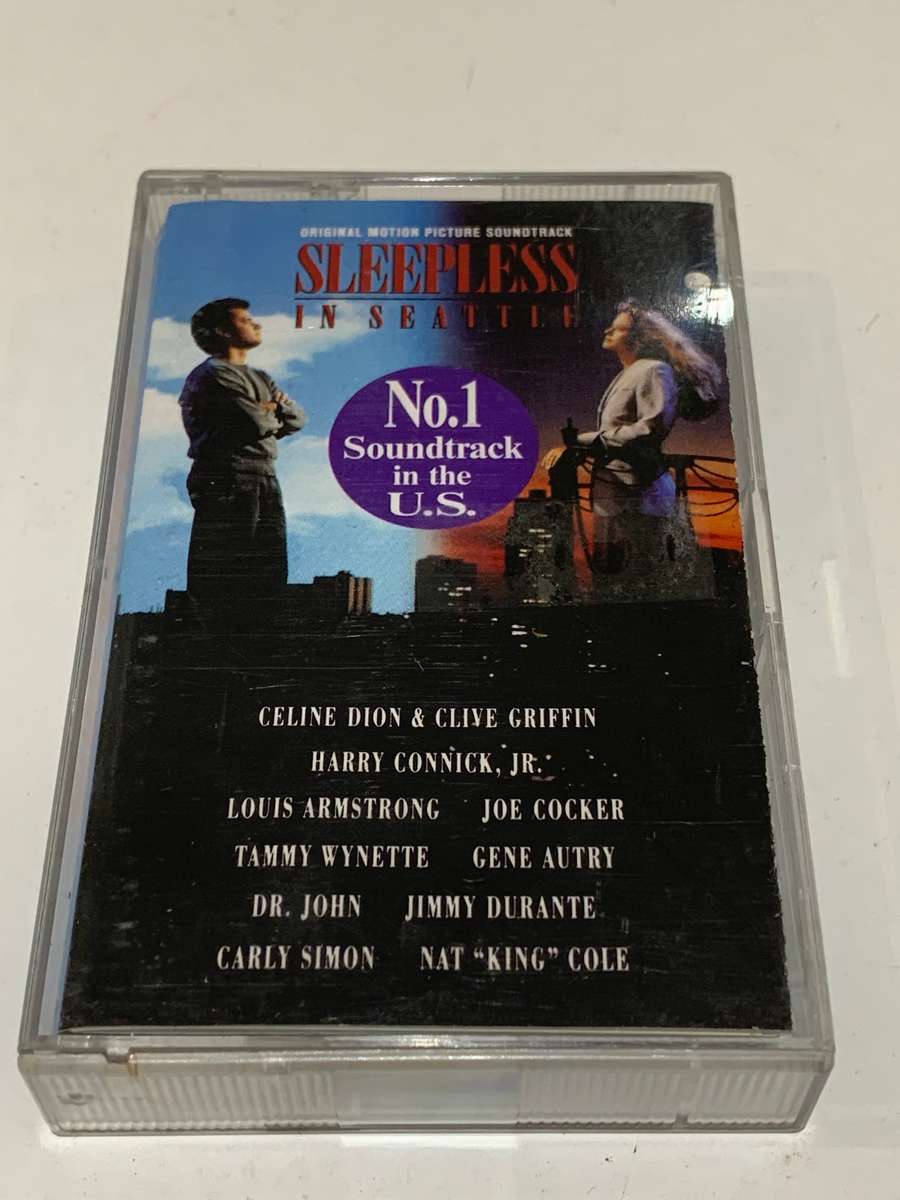 ORIGINAL MOTION PICTURE SOUNDTRACK
SLEEPLESS
IN SEATTLE
No.1
Soundtrack
in the
U.S.
CELINE DION & CLIVE GRIFFIN
HARRY CONNICK, JR.
LOUIS ARMSTRONG JOE COCKER
TAMMY WYNETTE GENE AUTRY
DR. JOHN JIMMY DURANTE
CARLY SIMON NAT “KING” COLE